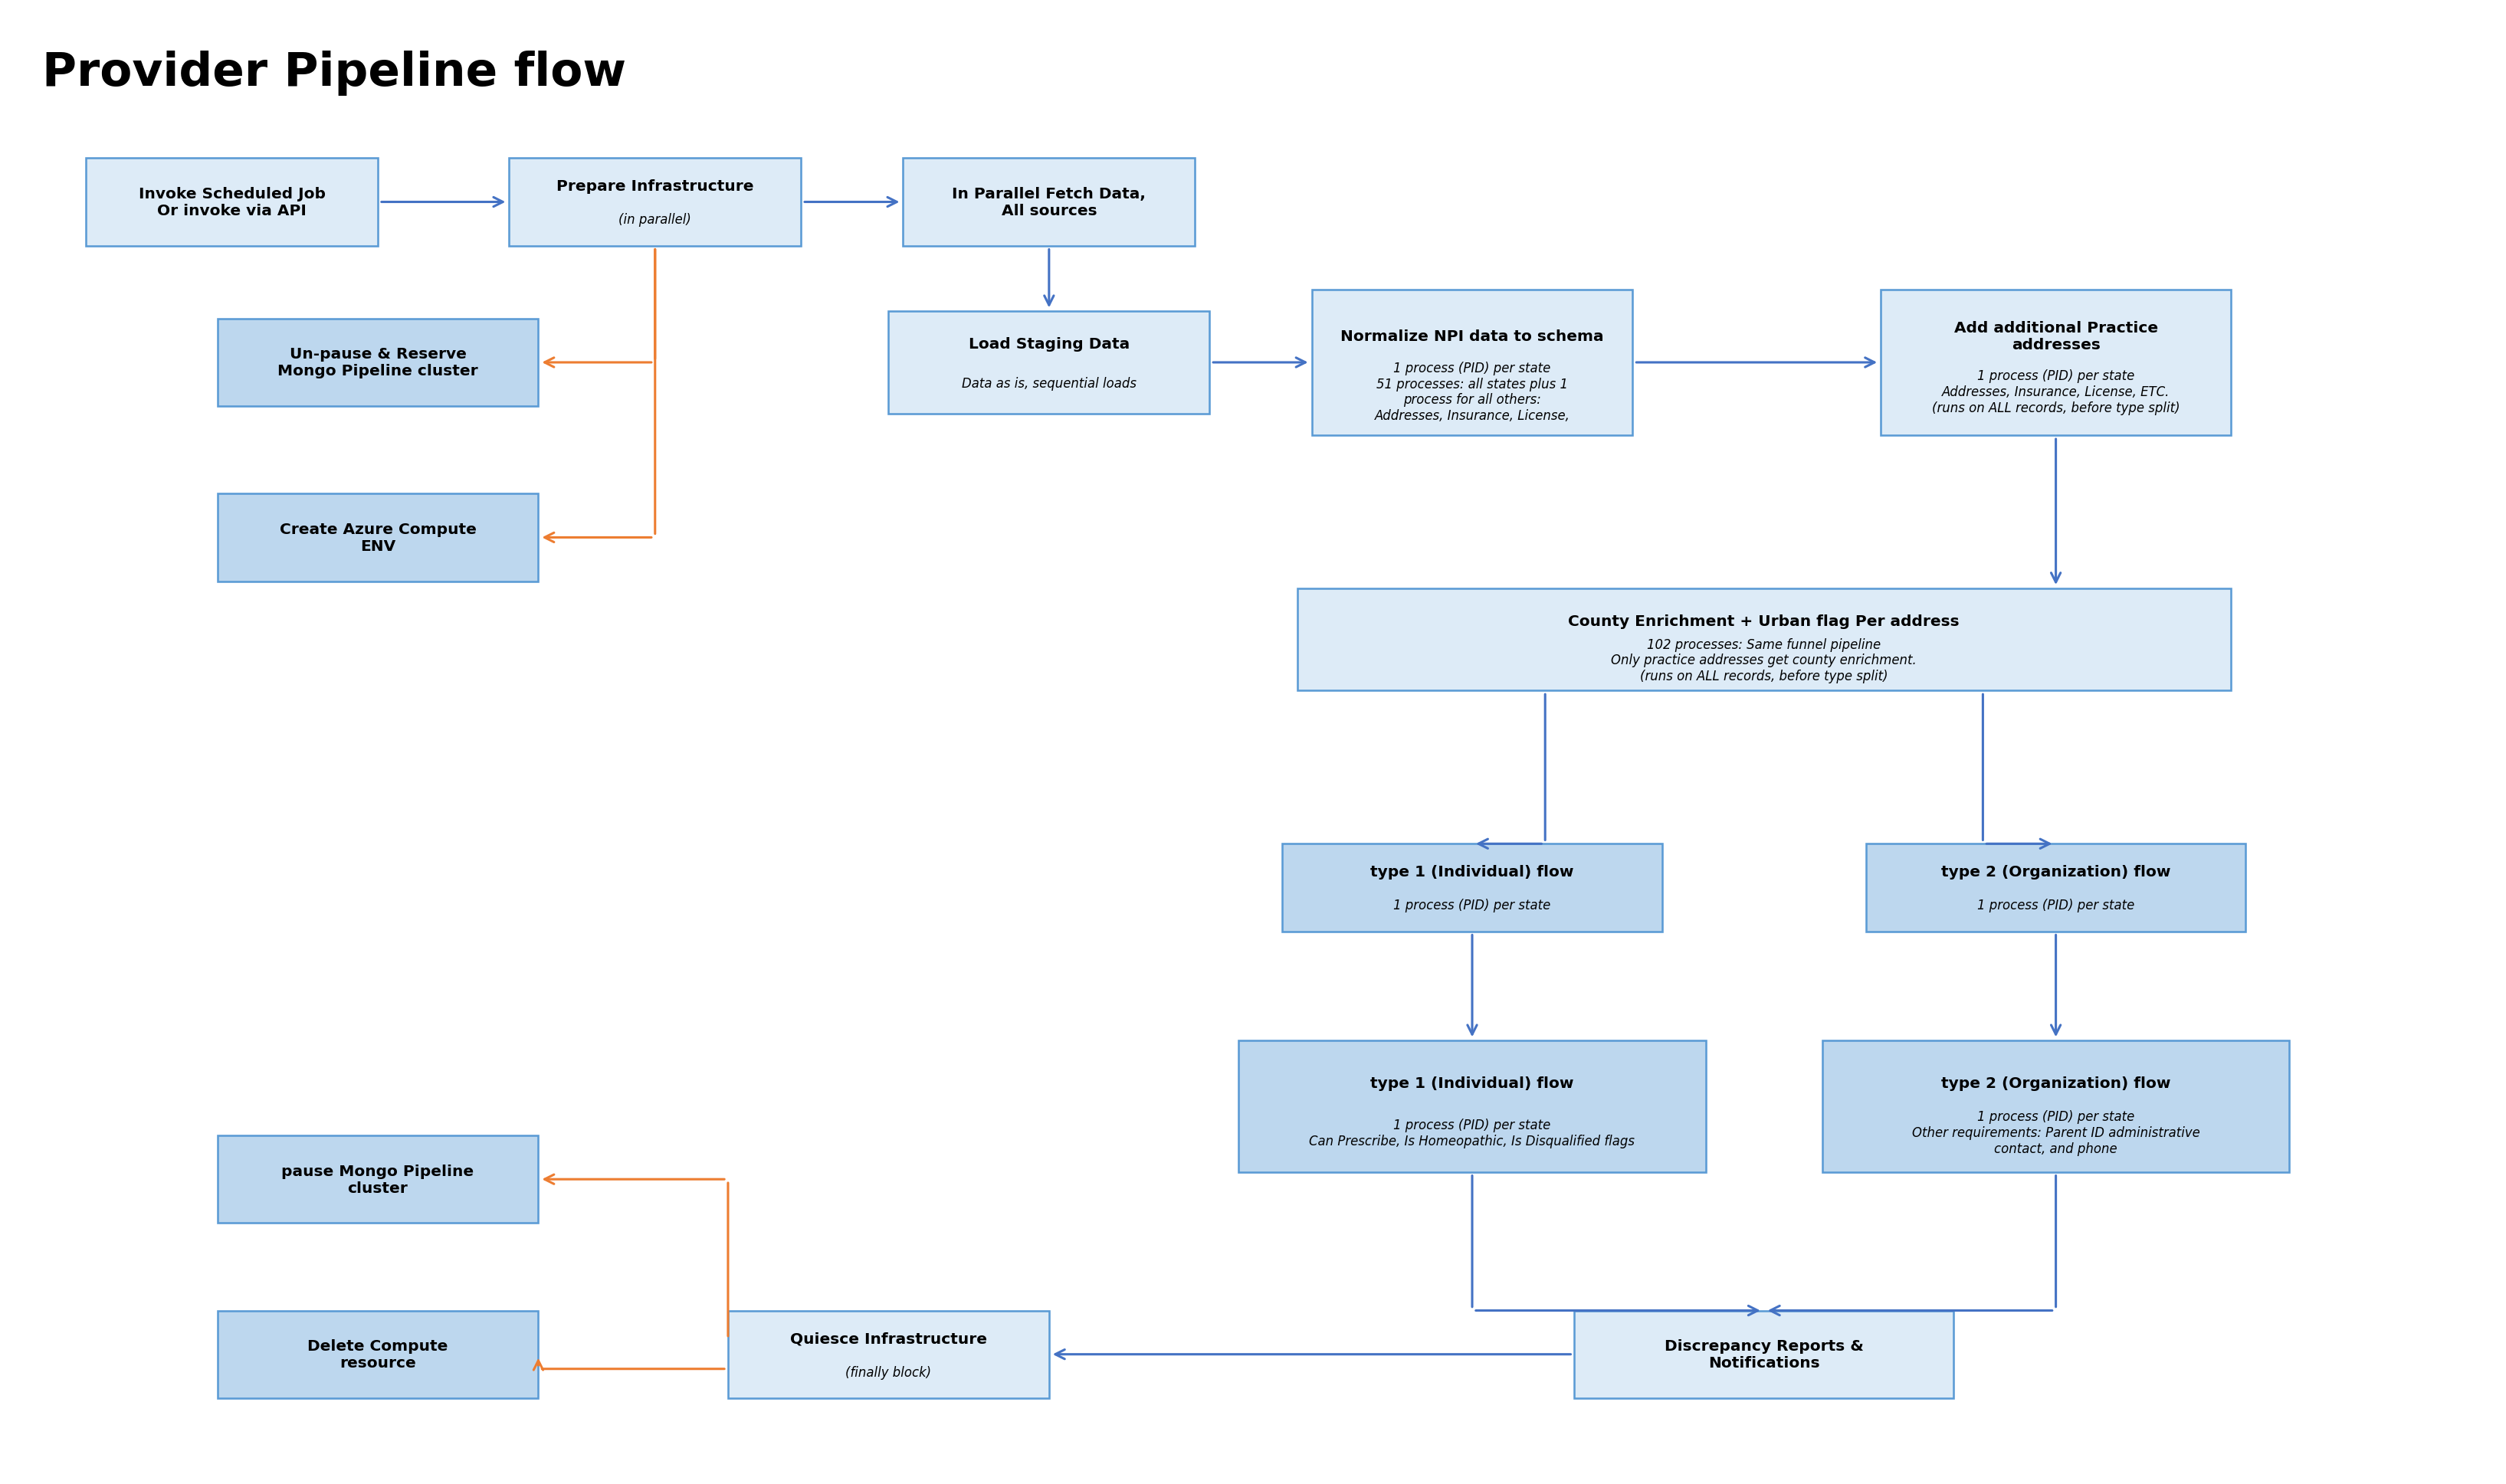 Provider Pipeline flow
Invoke Scheduled Job
Or invoke via API
Prepare Infrastructure
(in parallel)
In Parallel Fetch Data,
All sources
Un-pause & Reserve
Mongo Pipeline cluster
Load Staging Data
Data as is, sequential loads
Normalize NPI data to schema
1 process (PID) per state
51 processes: all states plus 1
process for all others:
Addresses, Insurance, License,
Add additional Practice
addresses
1 process (PID) per state
Addresses, Insurance, License, ETC.
(runs on ALL records, before type split)
Create Azure Compute
ENV
County Enrichment + Urban flag Per address
102 processes: Same funnel pipeline
Only practice addresses get county enrichment.
(runs on ALL records, before type split)
type 1 (Individual) flow
1 process (PID) per state
type 2 (Organization) flow
1 process (PID) per state
type 1 (Individual) flow
1 process (PID) per state
Can Prescribe, Is Homeopathic, Is Disqualified flags
type 2 (Organization) flow
1 process (PID) per state
Other requirements: Parent ID administrative
contact, and phone
pause Mongo Pipeline
cluster
Delete Compute
resource
Quiesce Infrastructure
(finally block)
Discrepancy Reports &
Notifications